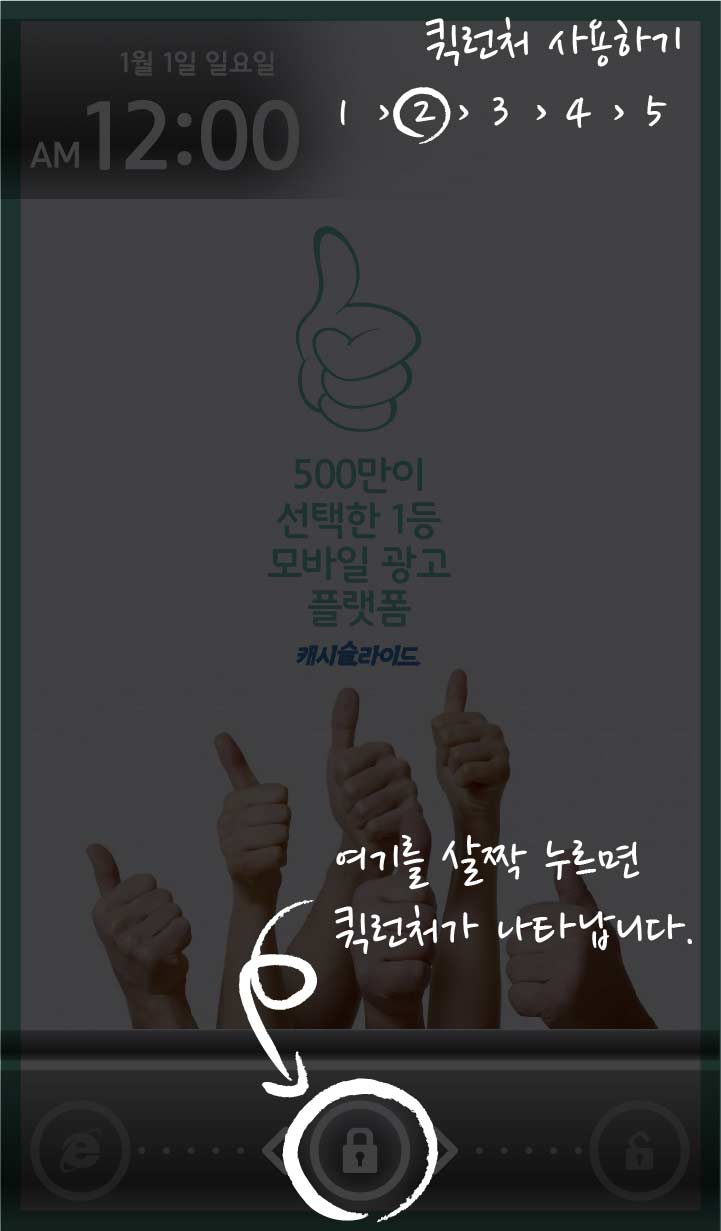 퀵런처 사용하기
1 > 2 > 3 > 4 > 5
1월 1일 일요일
AM 12:00
500만이
선택한 1등
모바일 광고
플랫폼
캐시슬라이드
여기를 살짝 누르면
퀵런처가 나타납니다.